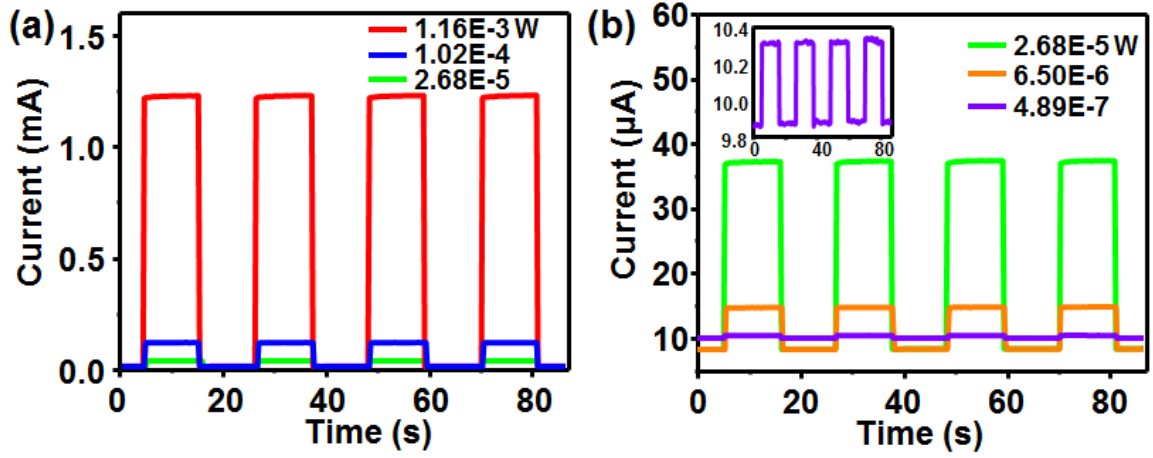 (a)
1.16E-3 W
1.02E-4
2.68E-5
1.5
1.0
0.5
0.0
Current (mA)
0 20 40 60 80
Time (s)
(b)
2.68E-5 W
6.50E-6
4.89E-7
10.4
10.2
10.0
9.8
0 40 80
60
50
40
30
20
10
Current (µA)
0 20 40 60 80
Time (s)